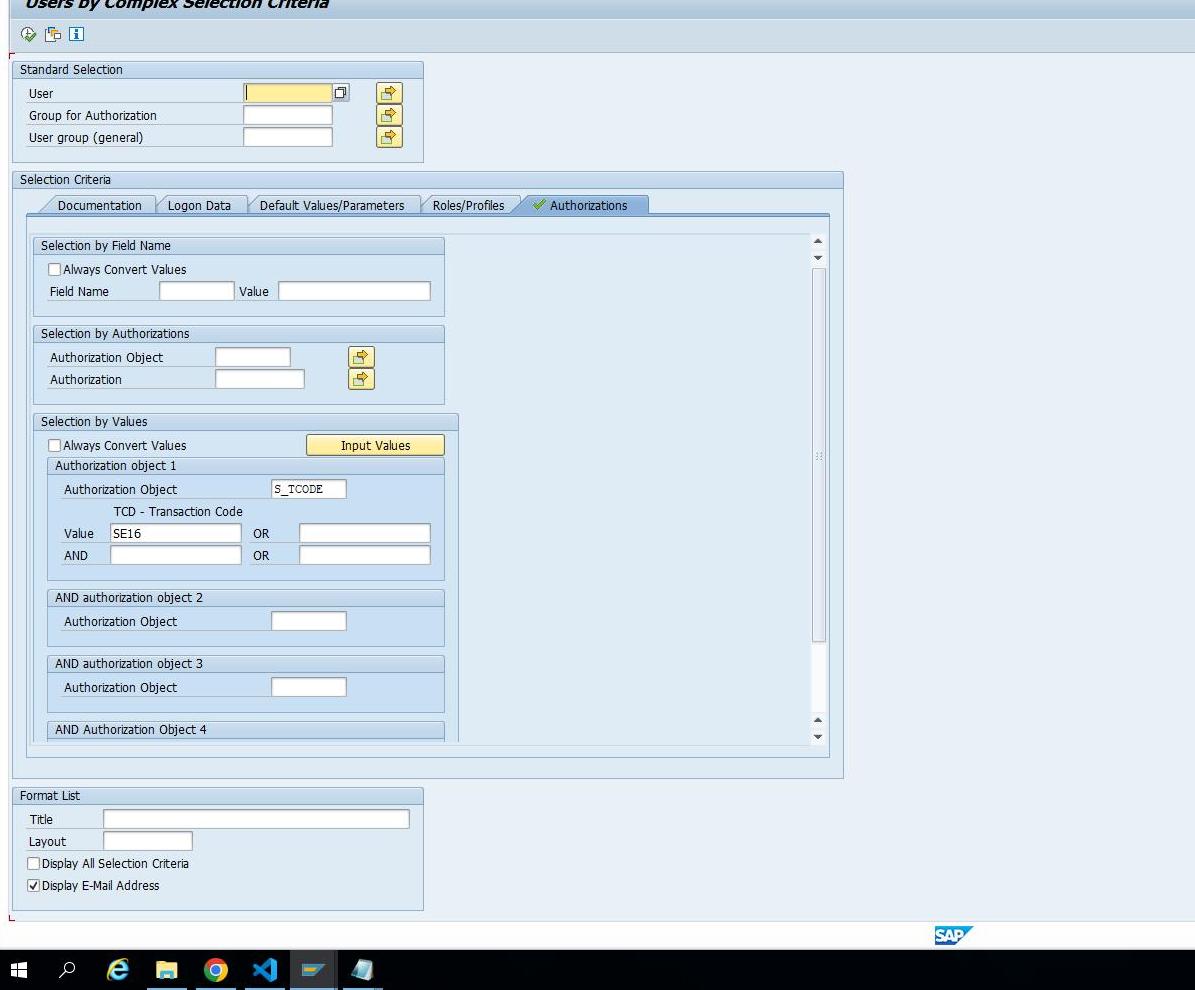 Users by Complex Selection Criteria
Standard Selection
User
Group for Authorization
User group (general)
Selection Criteria
Documentation Logon Data Default Values/Parameters Roles/Profiles Authorizations
Selection by Field Name
Always Convert Values
Field Name Value
Selection by Authorizations
Authorization Object
Authorization
Selection by Values
Always Convert Values Input Values
Authorization object 1
Authorization Object S_TCODE
TCD - Transaction Code
Value SE16 OR
AND OR
AND authorization object 2
Authorization Object
AND authorization object 3
Authorization Object
AND Authorization Object 4
Format List
Title
Layout
Display All Selection Criteria
Display E-Mail Address
SAP